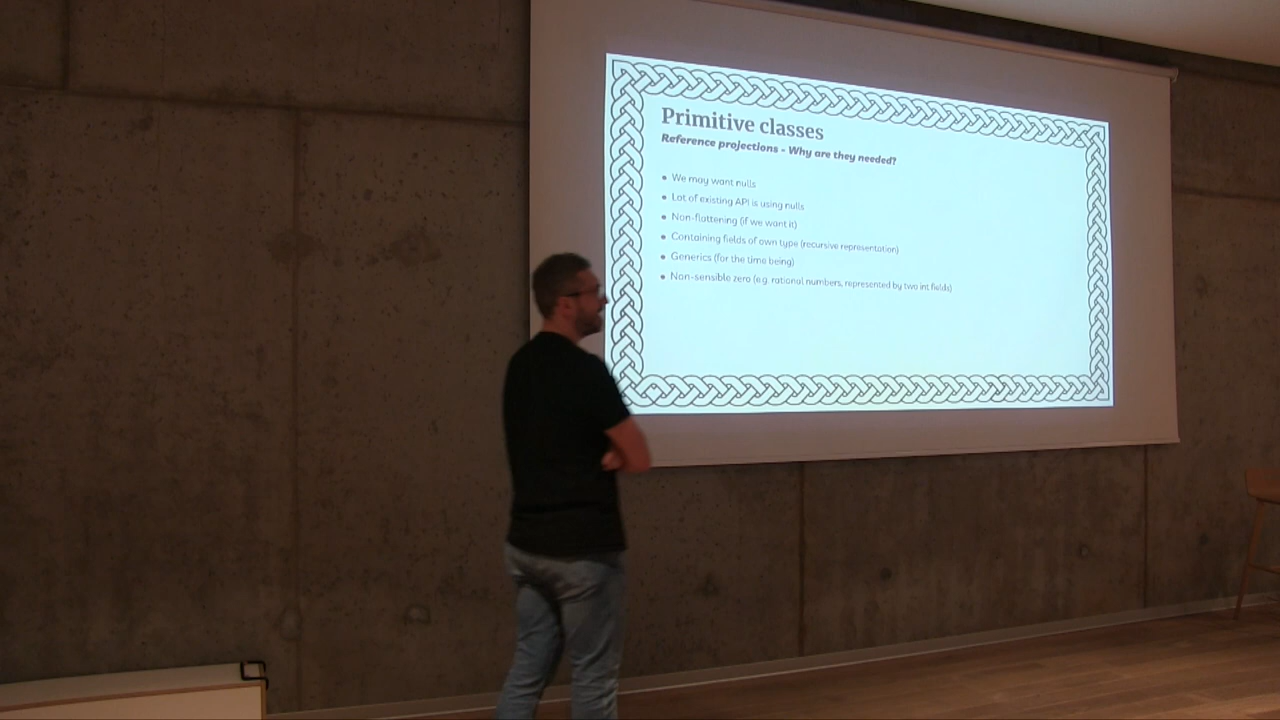 Primitive classes
Reference projections - Why are they needed?
• We may want nulls
• Lot of existing API is using nulls
• Non-flattening (if we want it)
• Containing fields of own type (recursive representation)
• Generics (for the time being)
• Non-sensible zero (e.g. rational numbers, represented by two int fields)